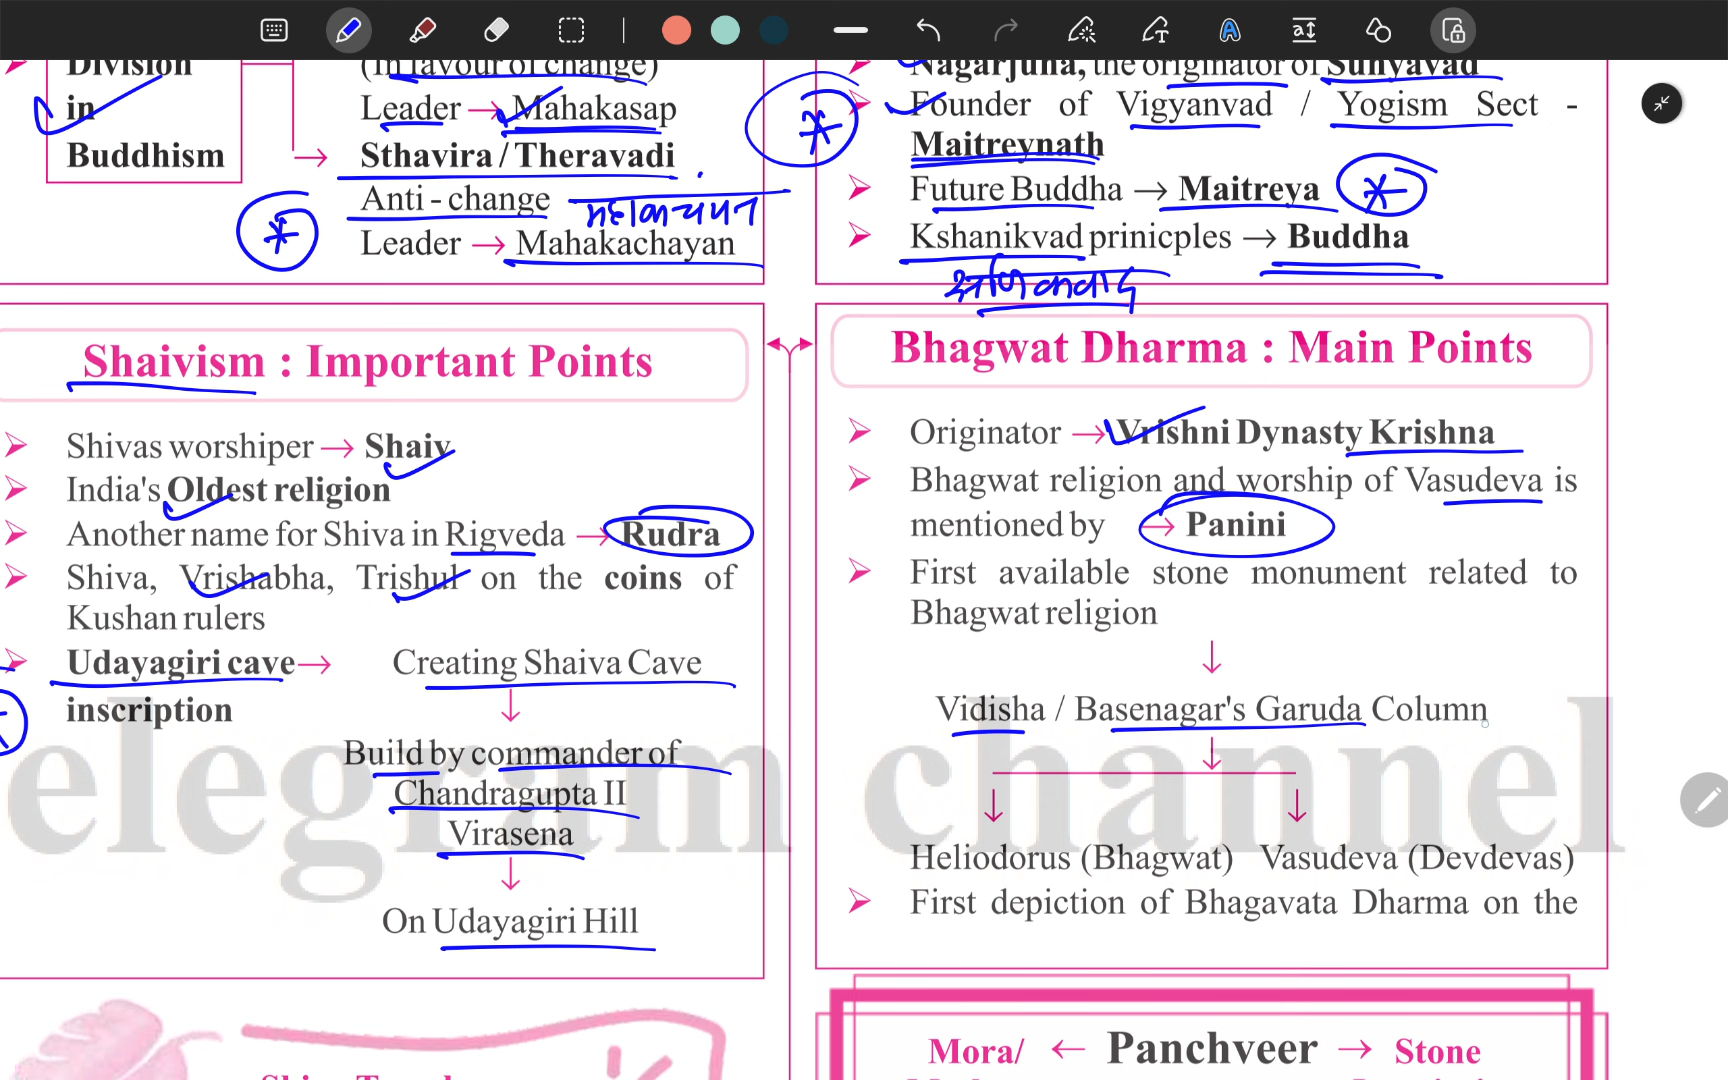 Division
in
Buddhism
(In favour of change)
Leader → Mahakasap
→ Sthavira / Theravadi
Anti - change
Leader → Mahakachayan
Nagarjuna, the originator of Sunyavad
Founder of Vigyanvad / Yogism Sect -
Maitreynath
Future Buddha → Maitreya
Kshanikvad prinicples → Buddha
Shaivism : Important Points
Shivas worshiper → Shaiv
India's Oldest religion
Another name for Shiva in Rigveda → Rudra
Shiva, Vrishabha, Trishul on the coins of
Kushan rulers
Udayagiri cave → Creating Shaiva Cave
inscription
Build by commander of
Chandragupta II
Virasena
On Udayagiri Hill
Bhagwat Dharma : Main Points
Originator → Vrishni Dynasty Krishna
Bhagwat religion and worship of Vasudeva is
mentioned by → Panini
First available stone monument related to
Bhagwat religion
Vidisha / Basenagar's Garuda Column
Heliodorus (Bhagwat) Vasudeva (Devdevas)
First depiction of Bhagavata Dharma on the
elegram channel
Mora/ ← Panchveer → Stone